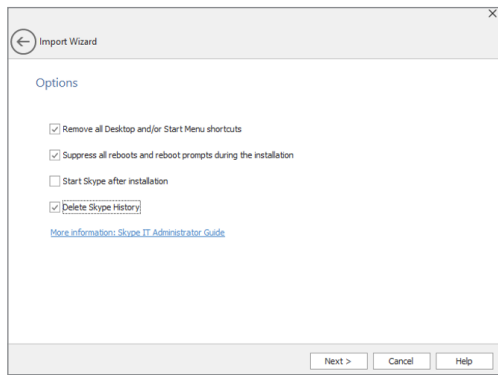 Import Wizard
Options
Remove all Desktop and/or Start Menu shortcuts
Suppress all reboots and reboot prompts during the installation
Start Skype after installation
Delete Skype History
More information: Skype IT Administrator Guide
Next > Cancel Help